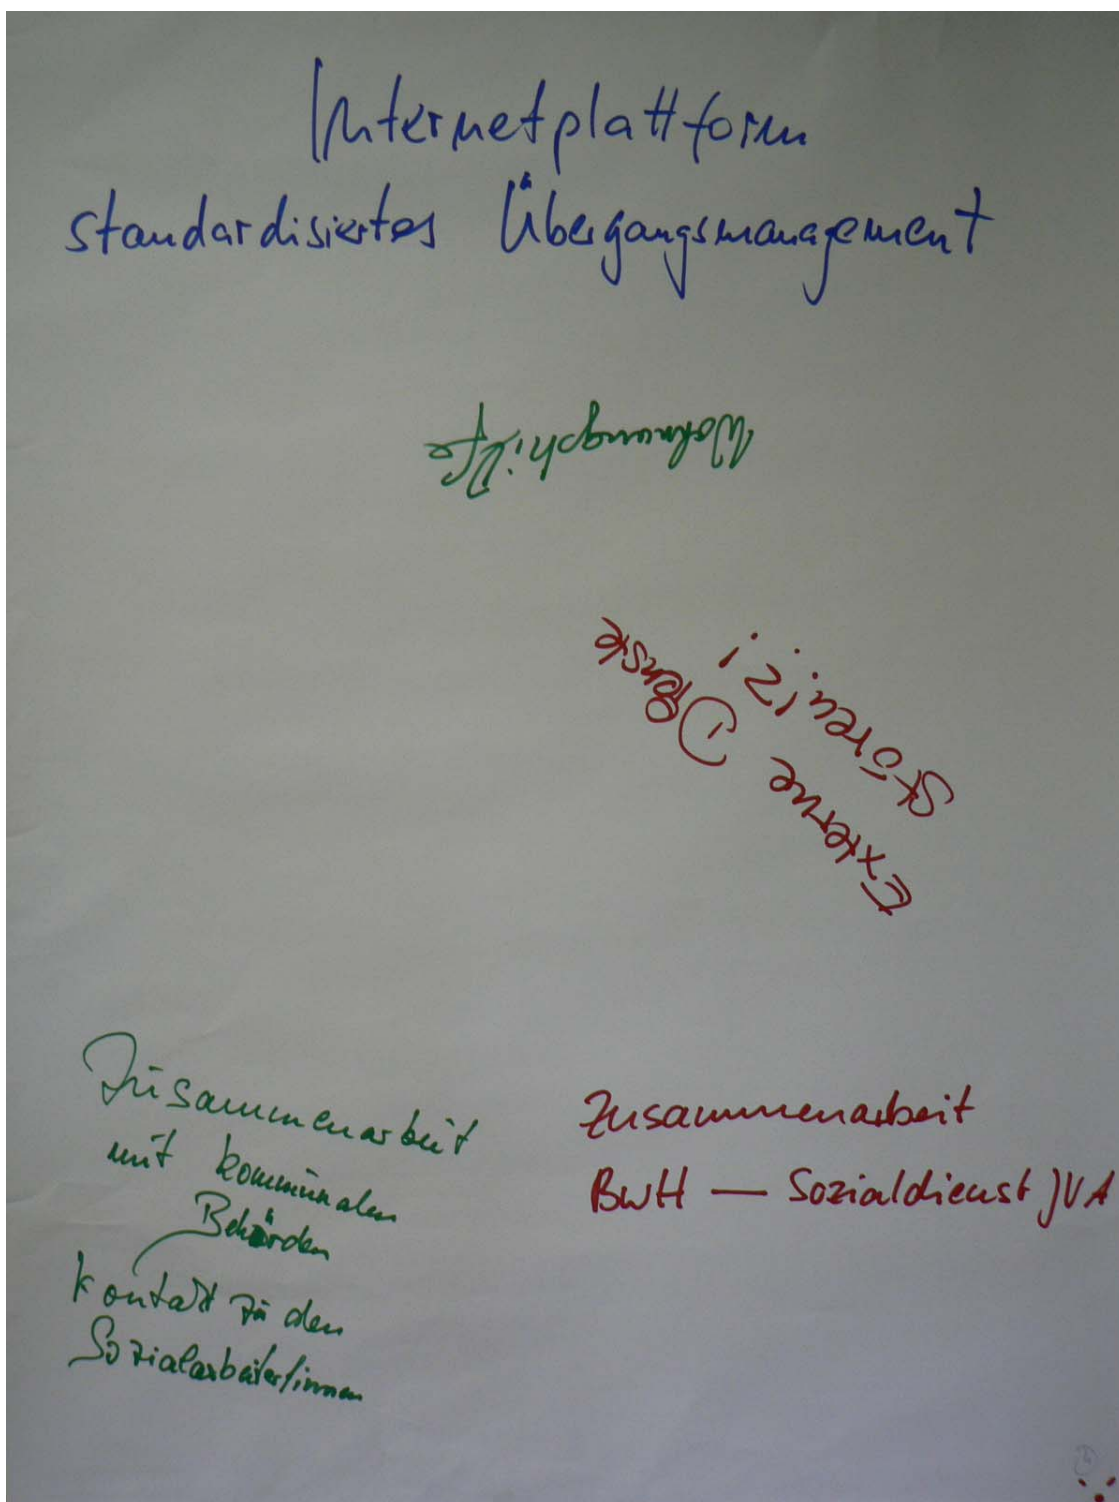 Internetplattform
standardisiertes Übergangsmanagement
Wohnungshilfe
Externe Dienste
stören!?!
Zusammenarbeit
mit kommunalen
Behörden
Kontakt zu den
Sozialarbeiter/innen
Zusammenarbeit
BwH — Sozialdienst JVA